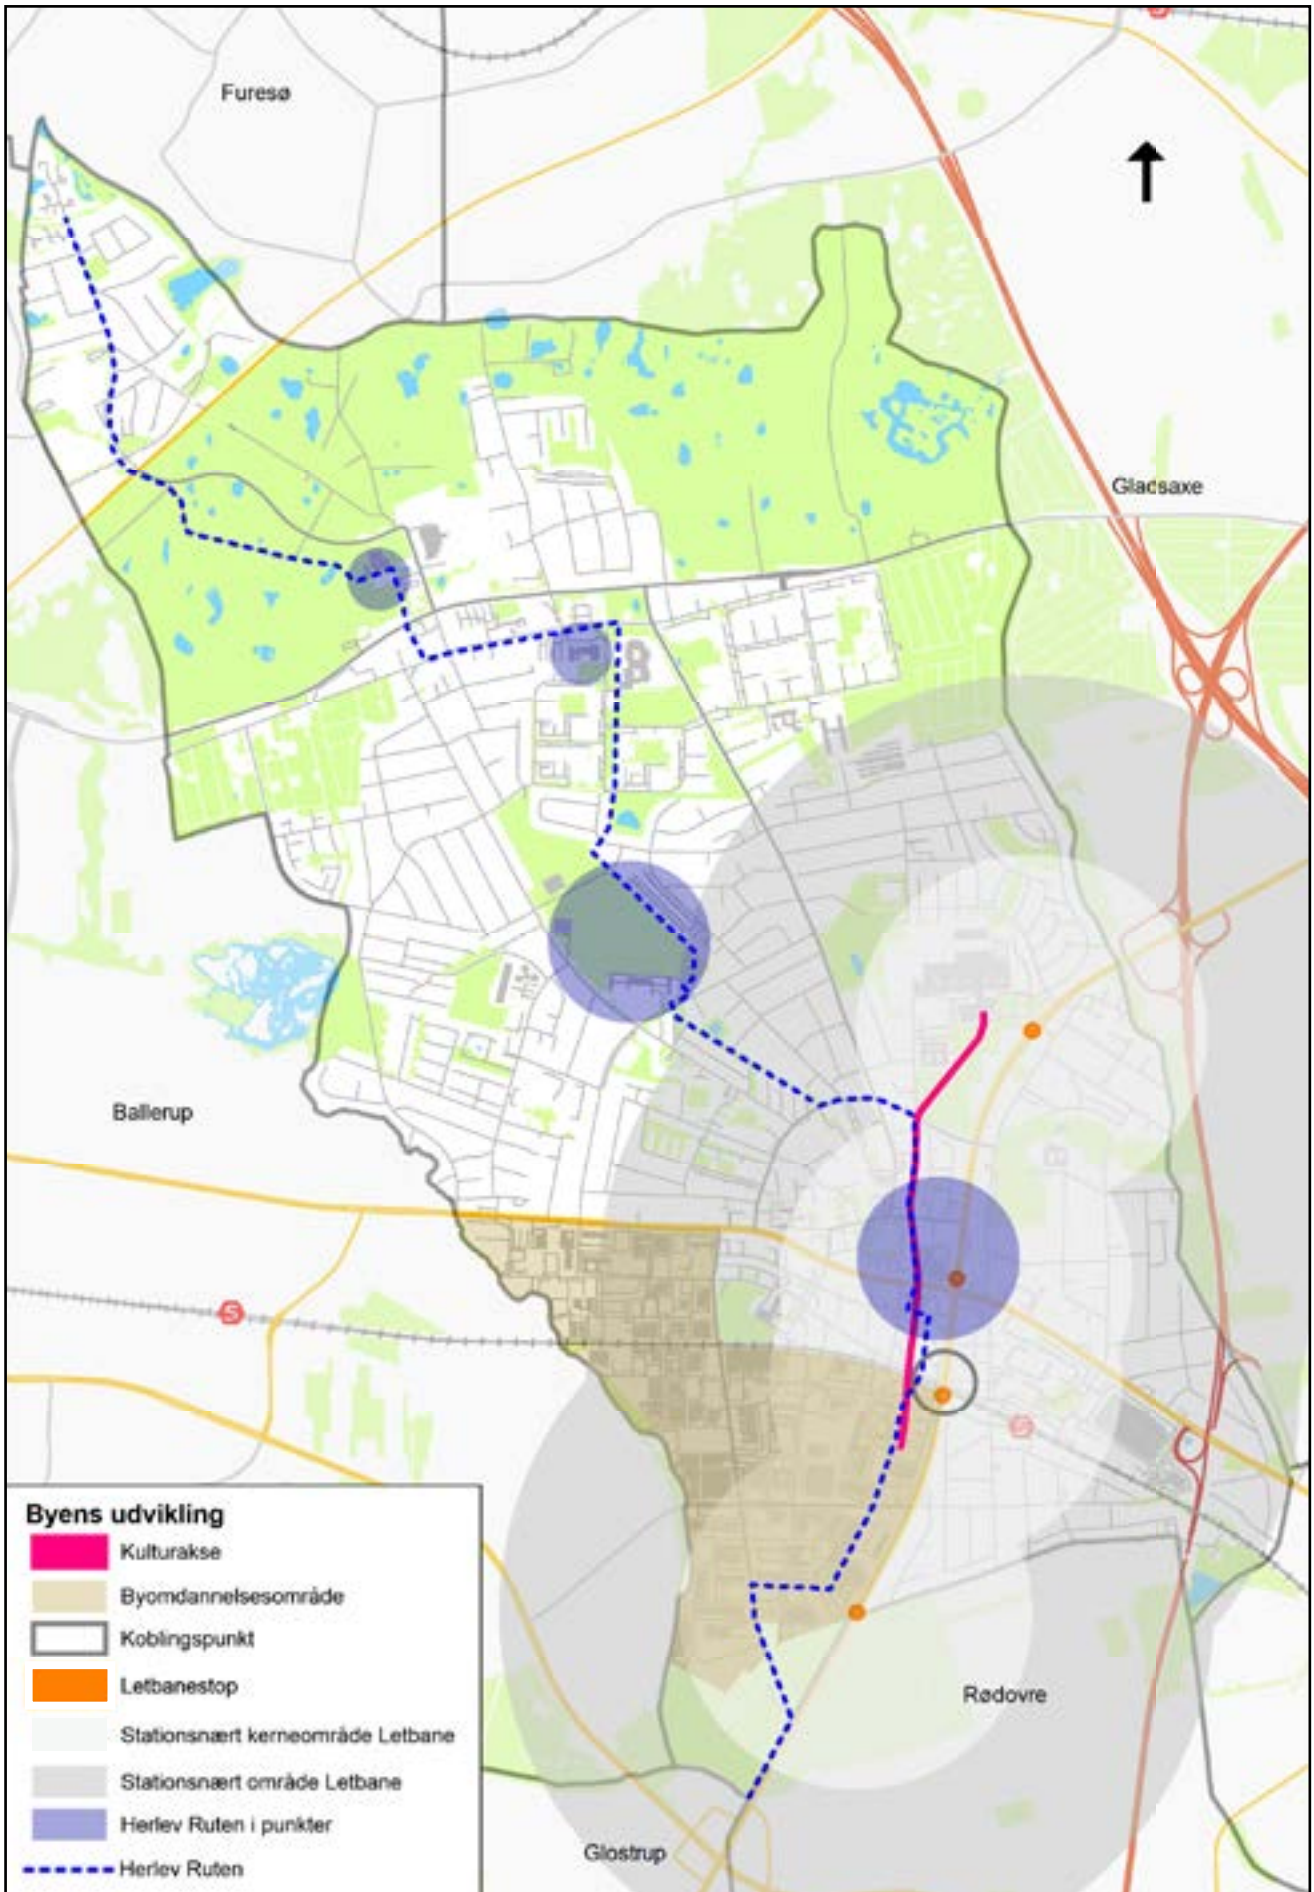 Furesø
Gladsaxe
Ballerup
S
Rødovre
Glostrup
Byens udvikling
Kulturakse
Byomdannelsesområde
Koblingspunkt
Letbanestop
Stationsnært kerneområde Letbane
Stationsnært område Letbane
Herlev Ruten i punkter
Herlev Ruten